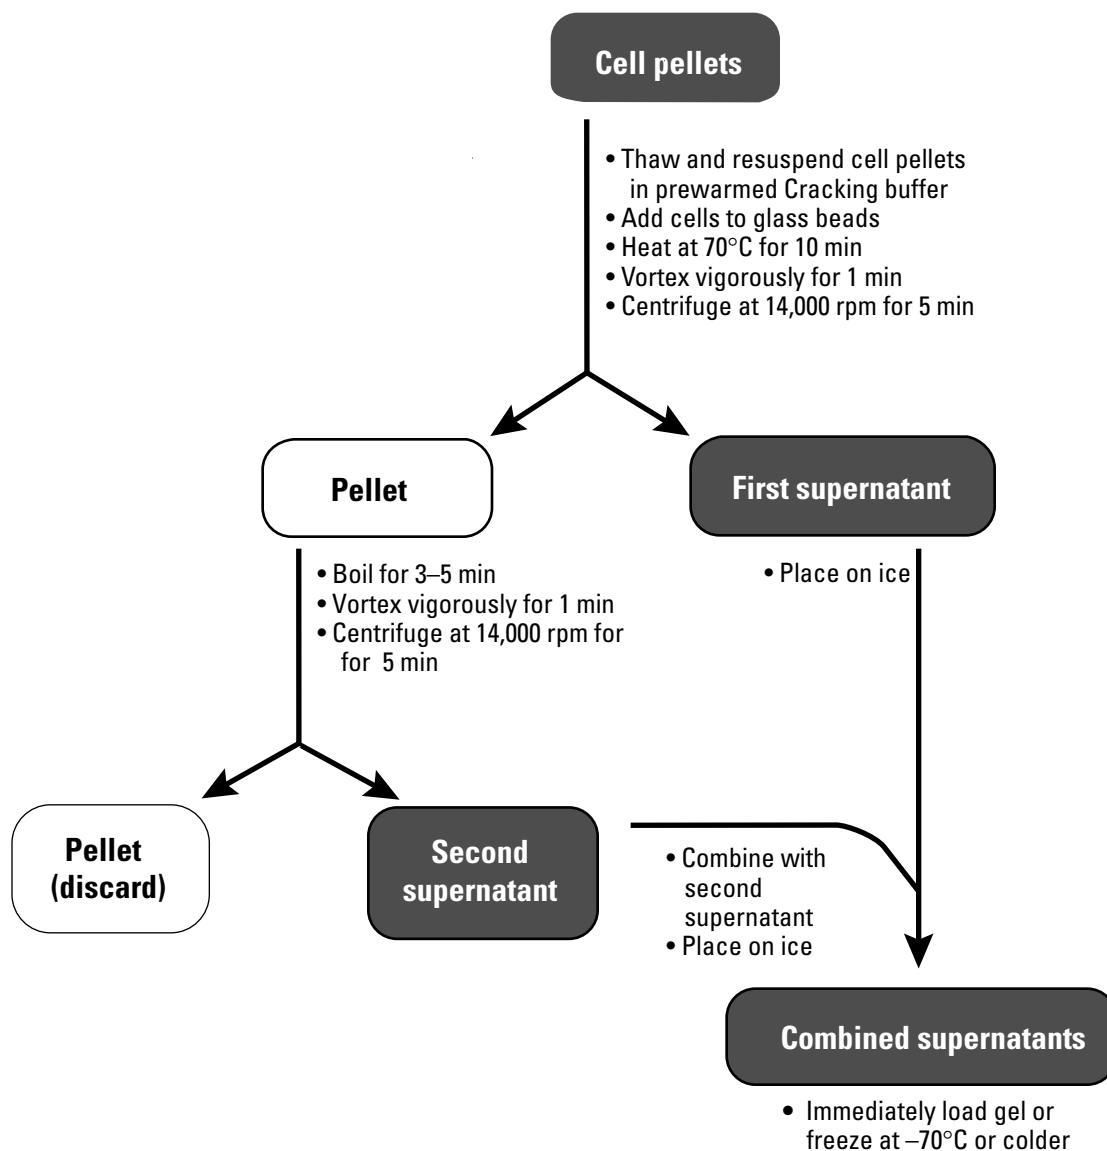 Cell pellets
• Thaw and resuspend cell pellets
in prewarmed Cracking buffer
• Add cells to glass beads
• Heat at 70°C for 10 min
• Vortex vigorously for 1 min
• Centrifuge at 14,000 rpm for 5 min
Pellet
First supernatant
• Boil for 3–5 min
• Vortex vigorously for 1 min
• Centrifuge at 14,000 rpm for
for 5 min
• Place on ice
Pellet
(discard)
Second
supernatant
• Combine with
second
supernatant
• Place on ice
Combined supernatants
• Immediately load gel or
freeze at –70°C or colder